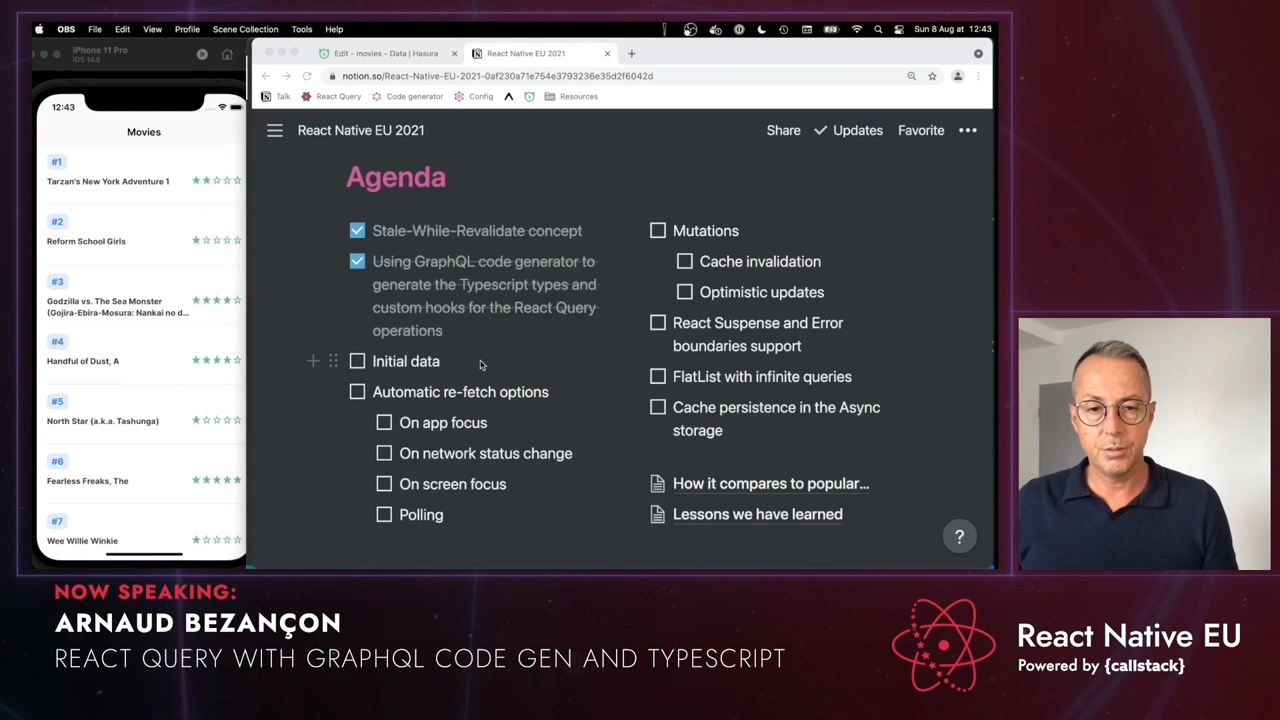 OBS File Edit View Profile Scene Collection Tools Help
Sun 8 Aug at 12:43
iPhone 11 Pro
iOS 14.5
12:43
Movies
#1
Tarzan's New York Adventure 1
#2
Reform School Girls
#3
Godzilla vs. The Sea Monster
(Gojira-Ebira-Mosura: Nankai no d...
#4
Handful of Dust, A
#5
North Star (a.k.a. Tashunga)
#6
Fearless Freaks, The
#7
Wee Willie Winkie
Edit - movies - Data | Hasura
React Native EU 2021
notion.so/React-Native-EU-2021-0af230a71e754e3793236e35d2f6042d
Talk React Query Code generator Config Resources
React Native EU 2021
Share Updates Favorite
Agenda
Stale-While-Revalidate concept
Using GraphQL code generator to
generate the Typescript types and
custom hooks for the React Query
operations
Initial data
Automatic re-fetch options
On app focus
On network status change
On screen focus
Polling
Mutations
Cache invalidation
Optimistic updates
React Suspense and Error
boundaries support
FlatList with infinite queries
Cache persistence in the Async
storage
How it compares to popular...
Lessons we have learned
?
NOW SPEAKING:
ARNAUD BEZANÇON
REACT QUERY WITH GRAPHQL CODE GEN AND TYPESCRIPT
React Native EU
Powered by {callstack}